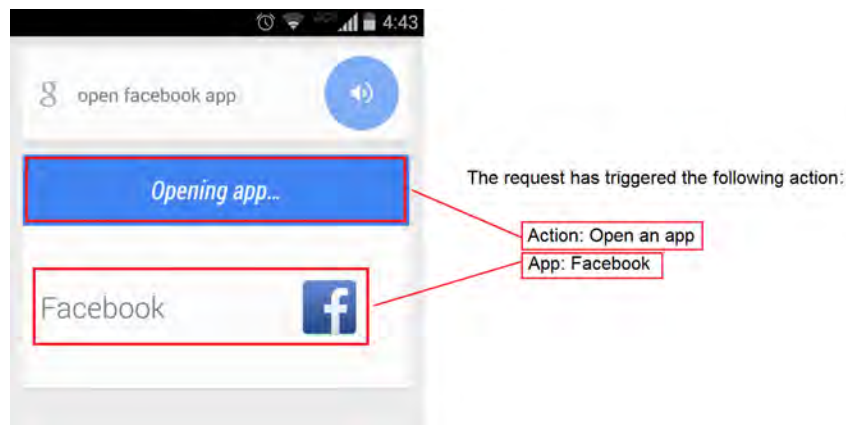 4:43
g open facebook app
Opening app...
The request has triggered the following action:
Action: Open an app
App: Facebook
Facebook f